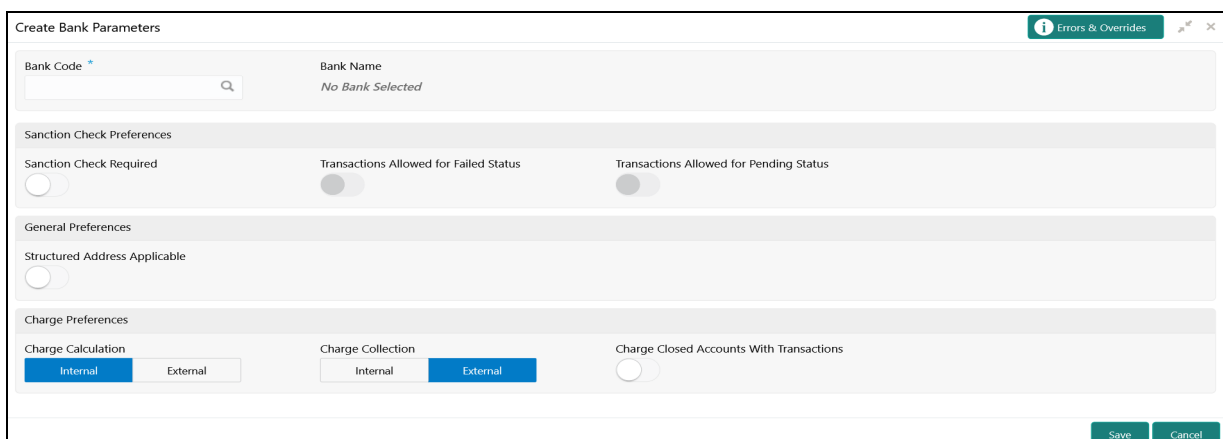 Create Bank Parameters
Errors & Overrides
Bank Code *
Bank Name
No Bank Selected
Sanction Check Preferences
Sanction Check Required
Transactions Allowed for Failed Status
Transactions Allowed for Pending Status
General Preferences
Structured Address Applicable
Charge Preferences
Charge Calculation
Charge Collection
Charge Closed Accounts With Transactions
Internal External
Internal External
Save Cancel